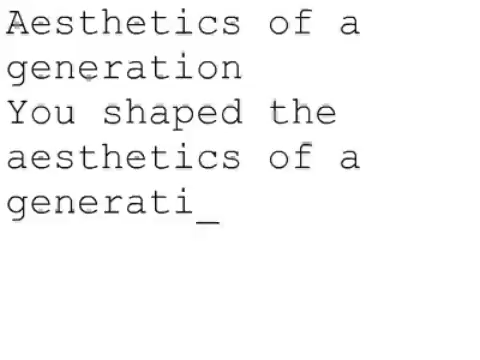 Aesthetics of a
generation
You shaped the
aesthetics of a
generati_